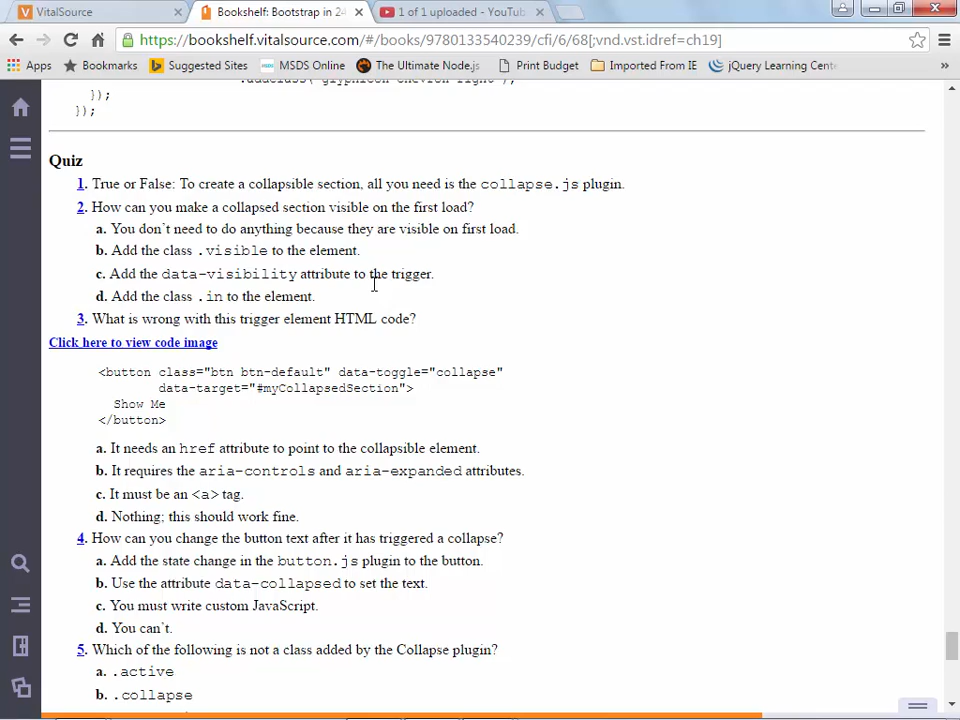 VitalSource
Bookshelf: Bootstrap in 24
1 of 1 uploaded - YouTub
https://bookshelf.vitalsource.com/#/books/9780133540239/cfi/6/68[;vnd.vst.idref=ch19]
Apps Bookmarks Suggested Sites MSDS Online The Ultimate Node.js Print Budget Imported From IE jQuery Learning Cente »
});
});
Quiz
1. True or False: To create a collapsible section, all you need is the collapse.js plugin.
2. How can you make a collapsed section visible on the first load?
a. You don`t need to do anything because they are visible on first load.
b. Add the class .visible to the element.
c. Add the data-visibility attribute to the trigger.
d. Add the class .in to the element.
3. What is wrong with this trigger element HTML code?
Click here to view code image
<button class="btn btn-default" data-toggle="collapse"
data-target="#myCollapsedSection">
Show Me
</button>
a. It needs an href attribute to point to the collapsible element.
b. It requires the aria-controls and aria-expanded attributes.
c. It must be an <a> tag.
d. Nothing; this should work fine.
4. How can you change the button text after it has triggered a collapse?
a. Add the state change in the button.js plugin to the button.
b. Use the attribute data-collapsed to set the text.
c. You must write custom JavaScript.
d. You can`t.
5. Which of the following is not a class added by the Collapse plugin?
a. .active
b. .collapse